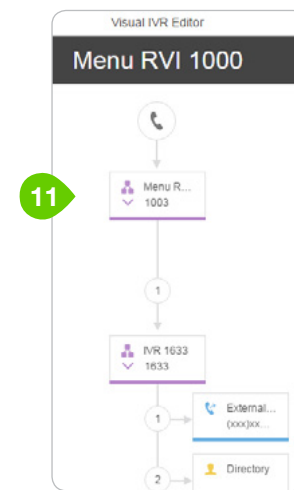 Visual IVR Editor
Menu RVI 1000
11
Menu R...
1003
1
IVR 1633
1633
1
External...
(xxx)xx...
2
Directory